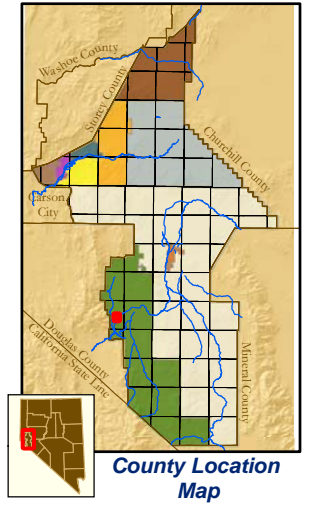 Washoe County
Storey County
Churchill County
Carson
City
Douglas County
California State Line
Mineral County
County Location
Map